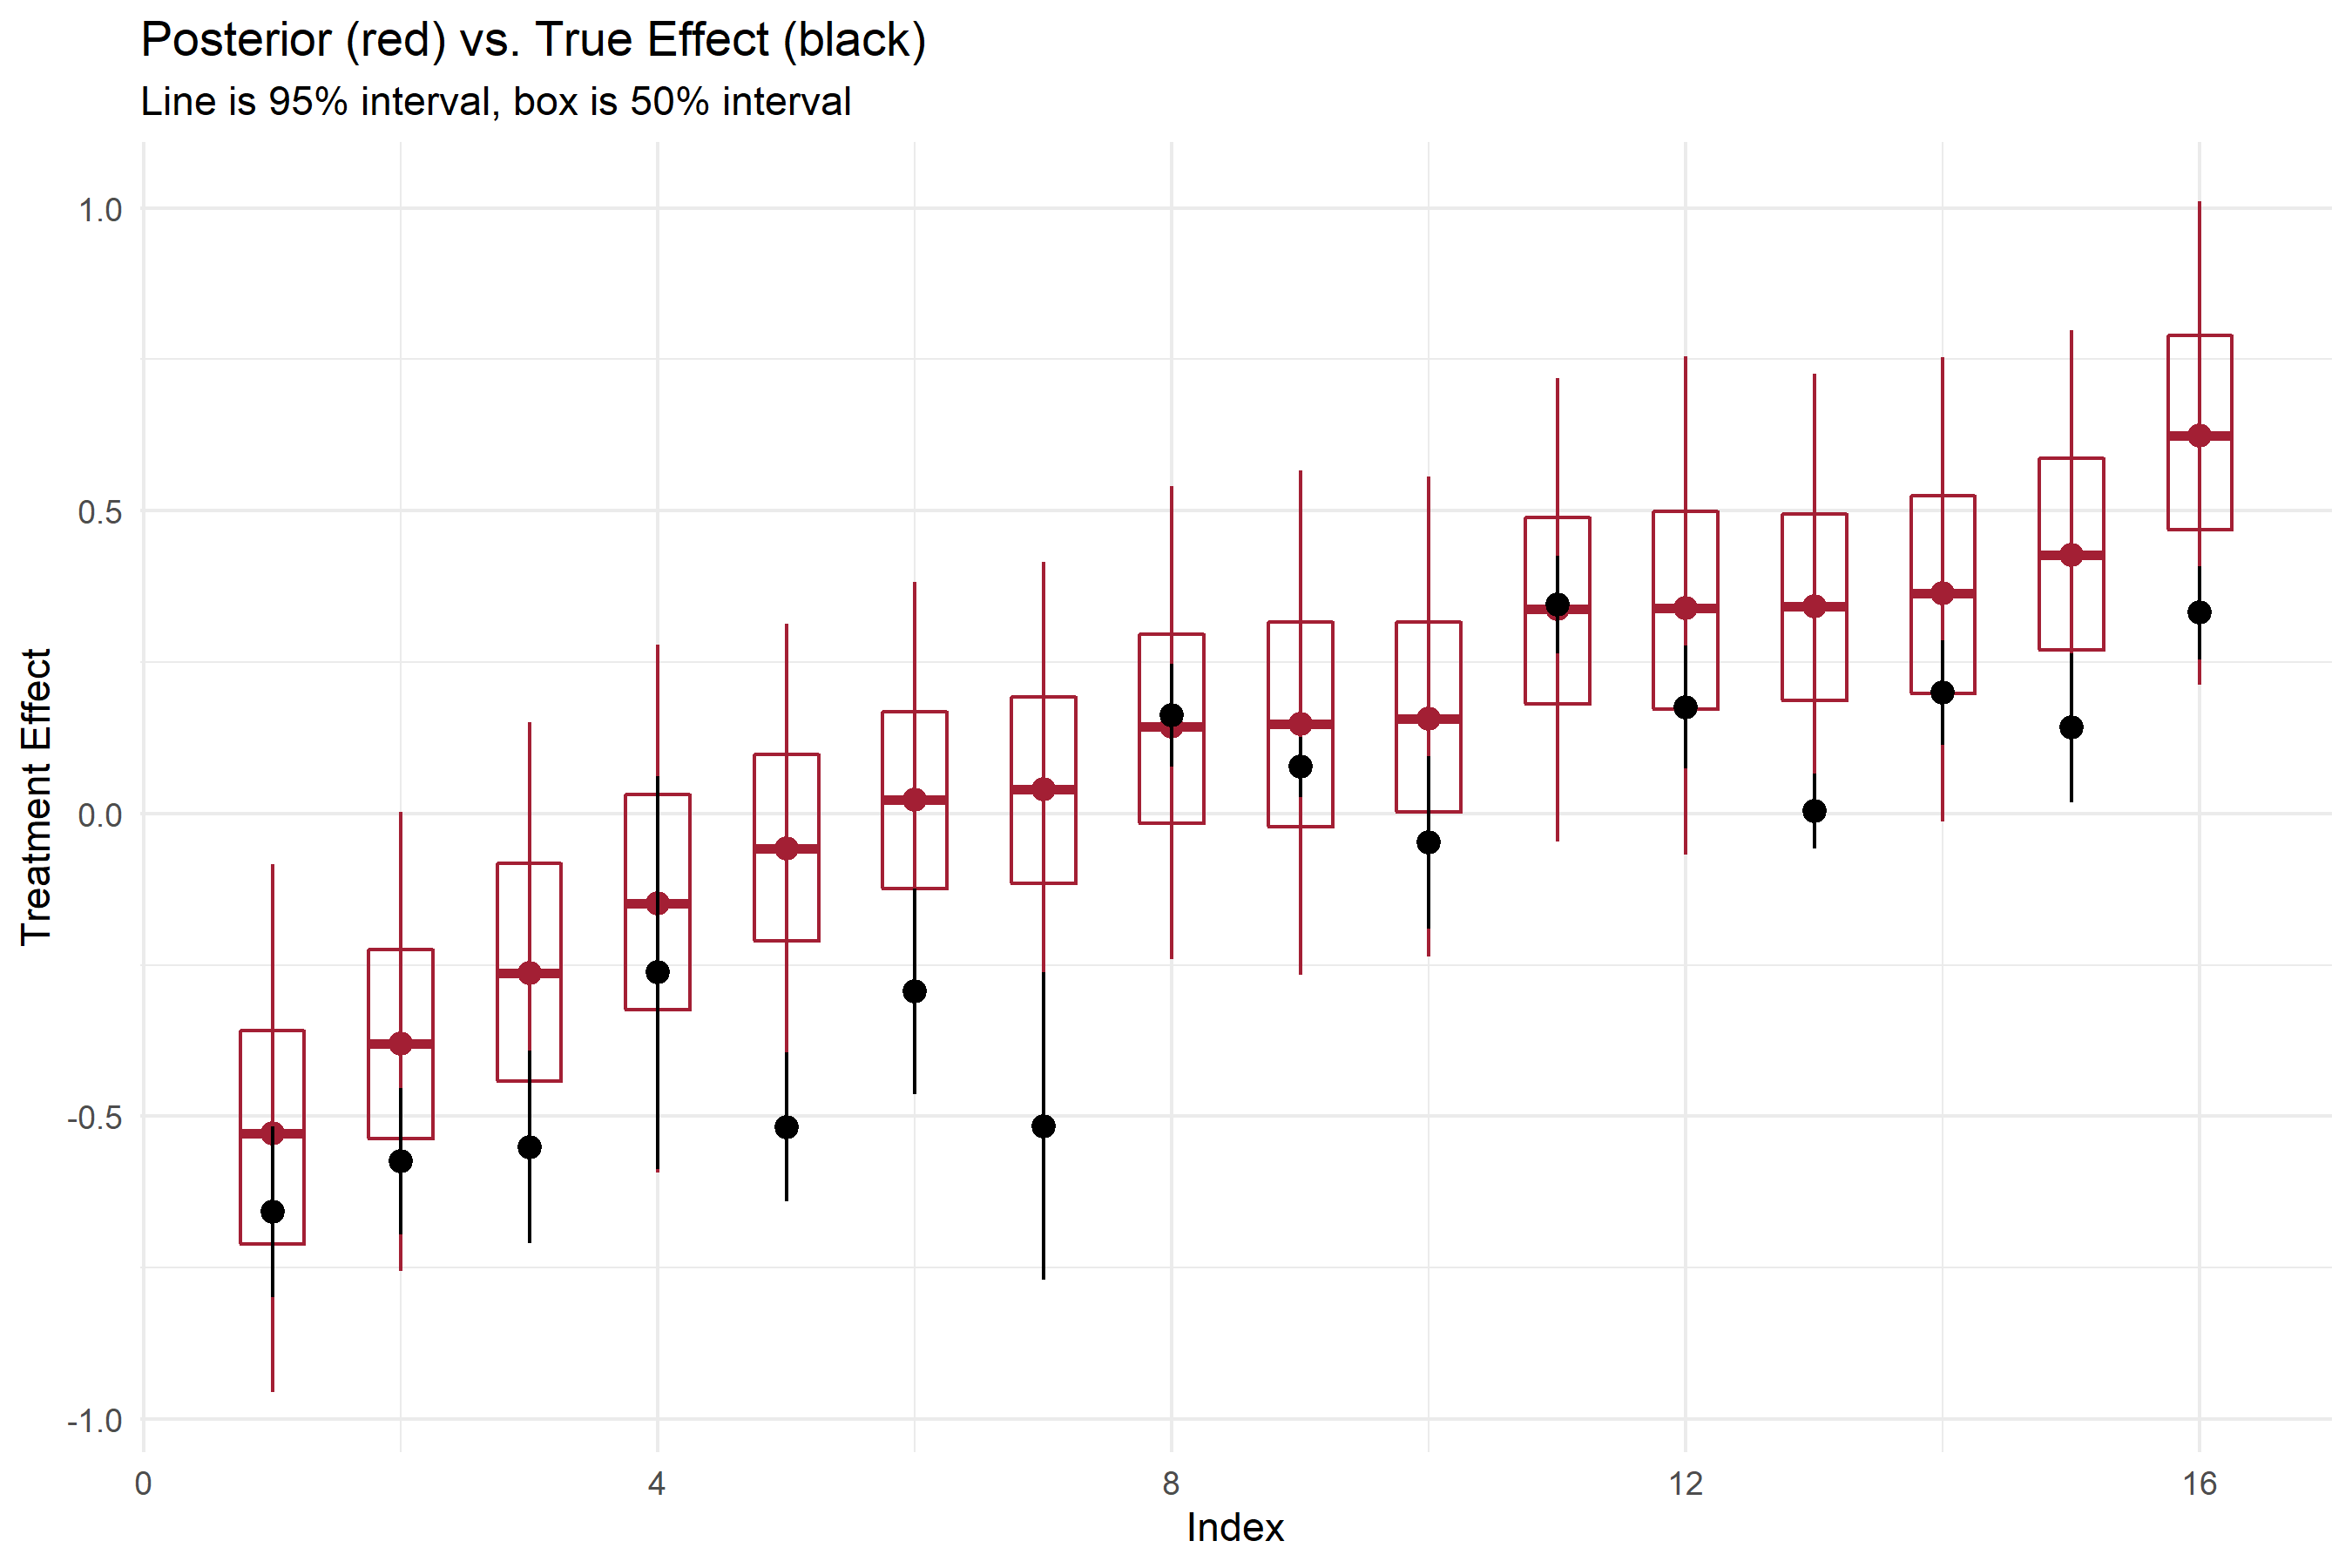 Posterior (red) vs. True Effect (black)
Line is 95% interval, box is 50% interval
Treatment Effect
1.0
0.5
0.0
-0.5
-1.0
0 4 8 12 16
Index